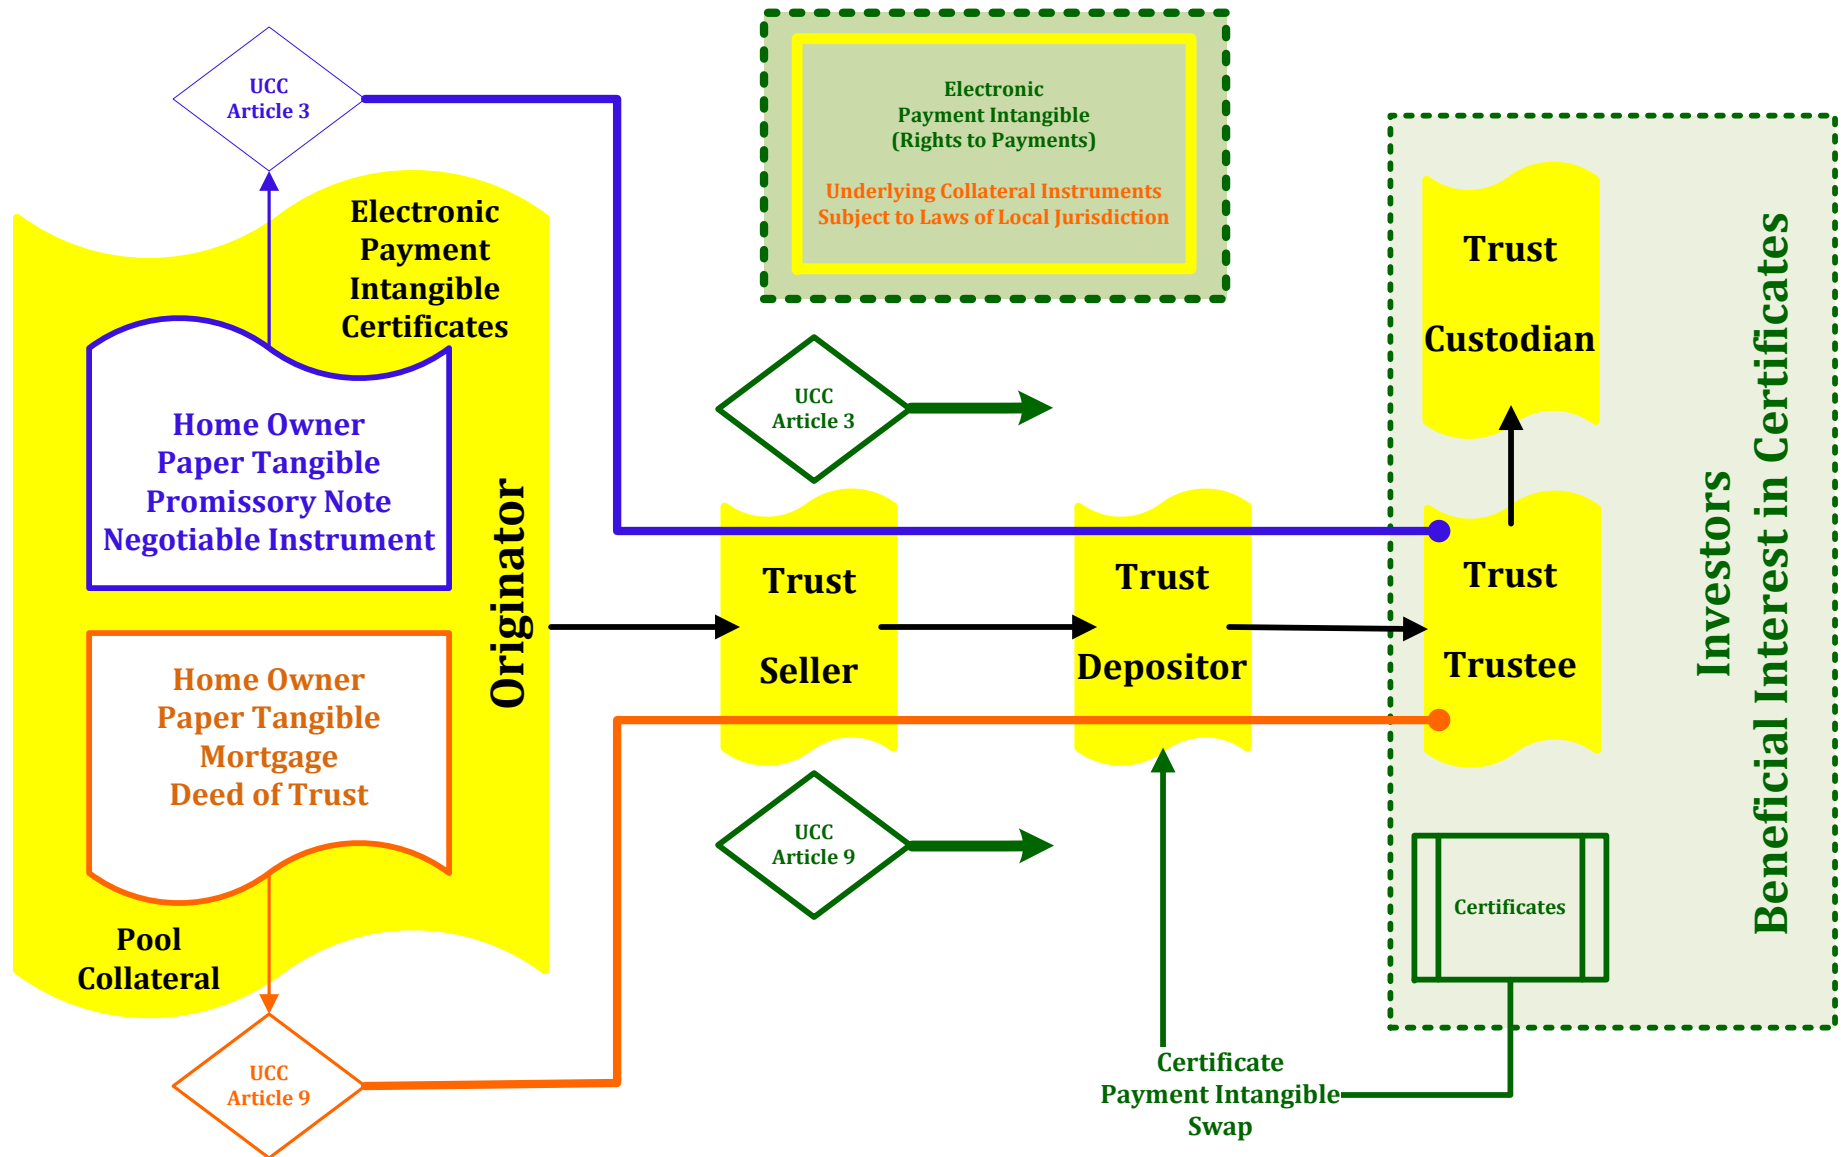 UCC
Article 3
Electronic
Payment
Intangible
Certificates
Home Owner
Paper Tangible
Promissory Note
Negotiable Instrument
Originator
Home Owner
Paper Tangible
Mortgage
Deed of Trust
Pool
Collateral
UCC
Article 9
Electronic
Payment Intangible
(Rights to Payments)
Underlying Collateral Instruments
Subject to Laws of Local Jurisdiction
UCC
Article 3
Trust
Seller
UCC
Article 9
Trust
Depositor
Certificate
Payment Intangible
Swap
Trust
Custodian
Trust
Trustee
Certificates
Investors
Beneficial Interest in Certificates